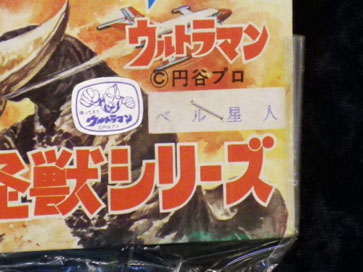 ウルトラマン
©円谷プロ
ウルトラマン
ペル星人
怪獣シリーズ